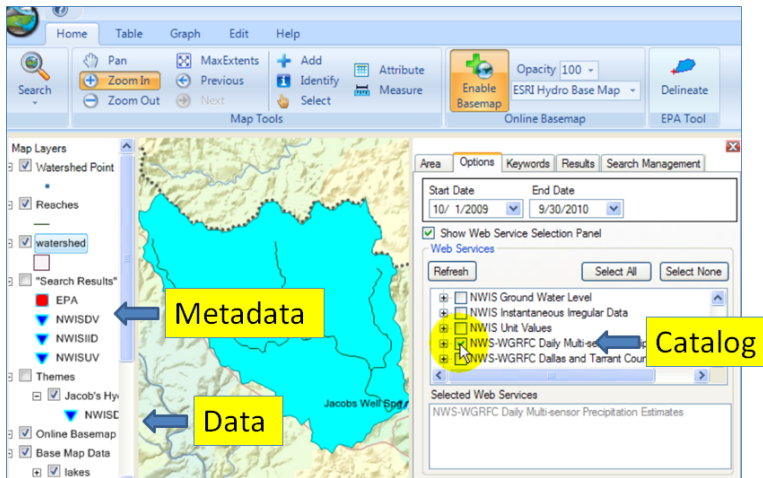 Home Table Graph Edit Help
Search
Pan
Zoom In
Zoom Out
MaxExtents
Previous
Next
Add
Identify
Select
Attribute
Measure
Map Tools
Enable Basemap
Opacity 100
ESRI Hydro Base Map
Online Basemap
Delineate
EPA Tool
Map Layers
Watershed Point
Reaches
watershed
"Search Results"
EPA
NWISDV
NWISIID
NWISUV
Themes
Jacob's Hy
NWISD
Online Basemap
Base Map Data
lakes
Metadata
Data
Jacobs Well Spg
Area Options Keywords Results Search Management
Start Date End Date
10/ 1/2009 9/30/2010
Show Web Service Selection Panel
Web Services
Refresh Select All Select None
NWIS Ground Water Level
NWIS Instantaneous Irregular Data
NWIS Unit Values
NWS-WGRFC Daily Multi-se
NWS-WGRFC Dallas and Tarrant Coun
Catalog
Selected Web Services
NWS-WGRFC Daily Multi-sensor Precipitation Estimates